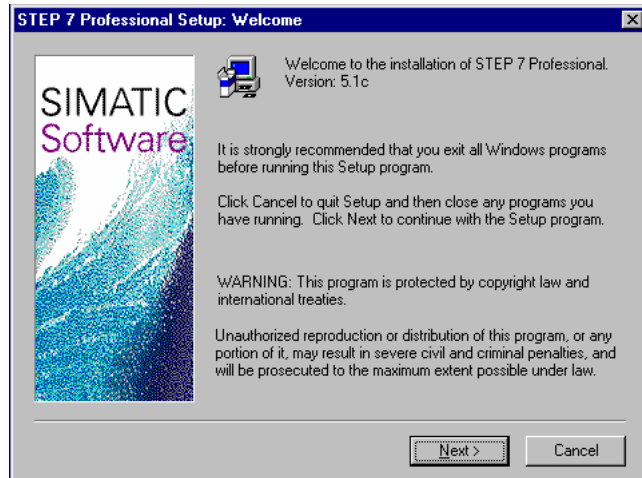 STEP 7 Professional Setup: Welcome
SIMATIC
Software
Welcome to the installation of STEP 7 Professional.
Version: 5.1c
It is strongly recommended that you exit all Windows programs
before running this Setup program.
Click Cancel to quit Setup and then close any programs you
have running.  Click Next to continue with the Setup program.
WARNING: This program is protected by copyright law and
international treaties.
Unauthorized reproduction or distribution of this program, or any
portion of it, may result in severe civil and criminal penalties, and
will be prosecuted to the maximum extent possible under law.
Next >
Cancel